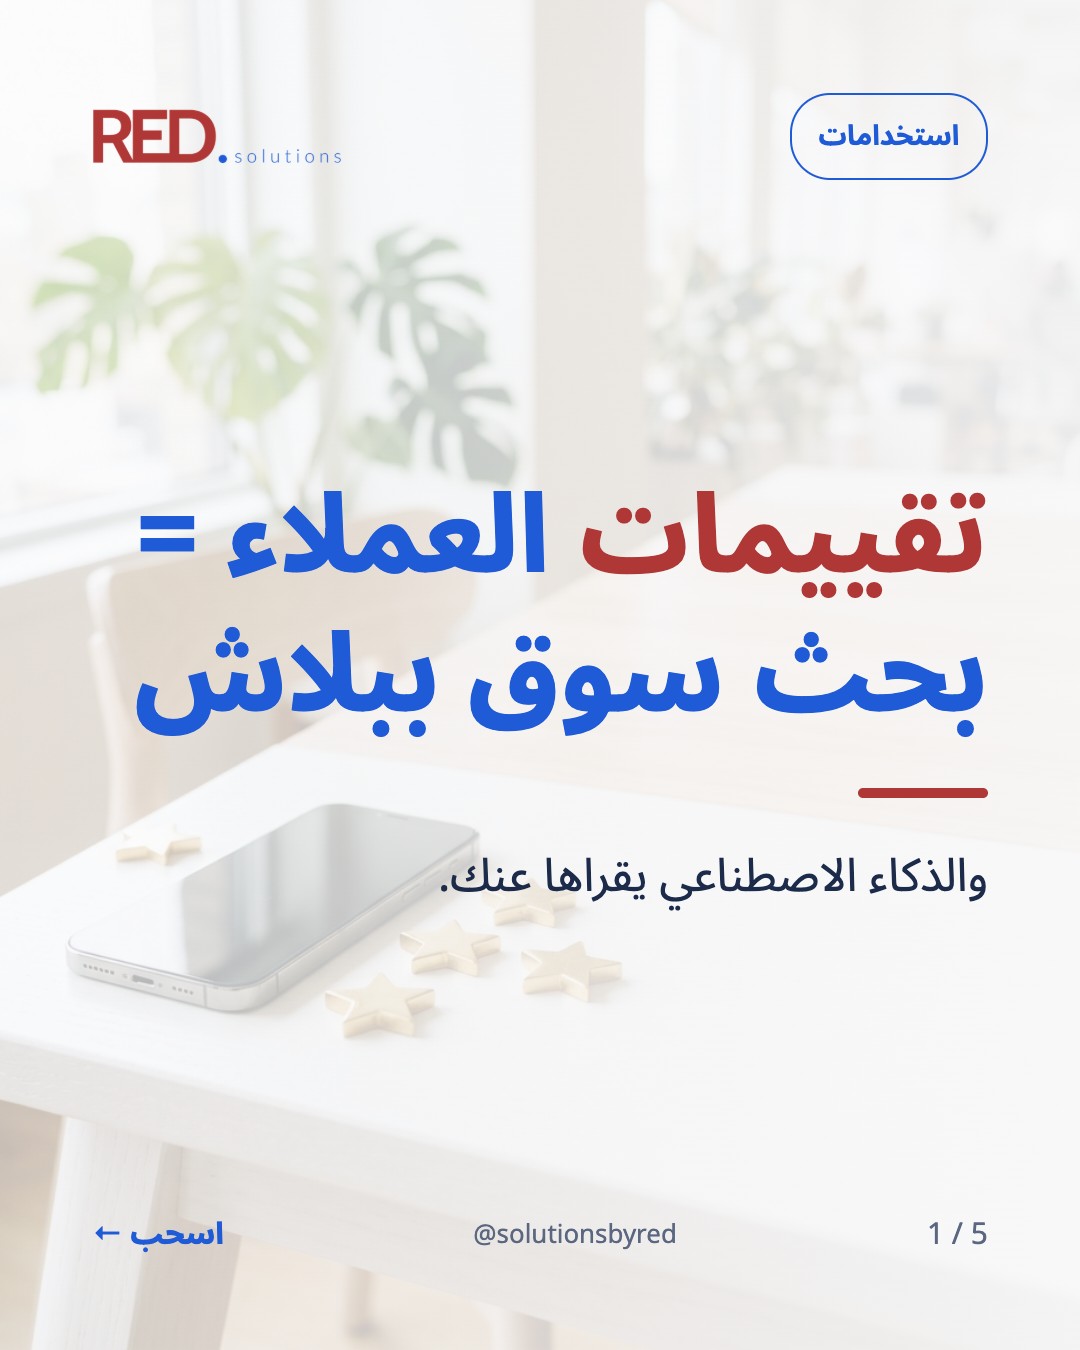 RED.solutions
استخدامات
تقييمات العملاء =
بحث سوق ببلاش
والذكاء الاصطناعي يقراها عنك.
اسحب ←
@solutionsbyred
1 / 5